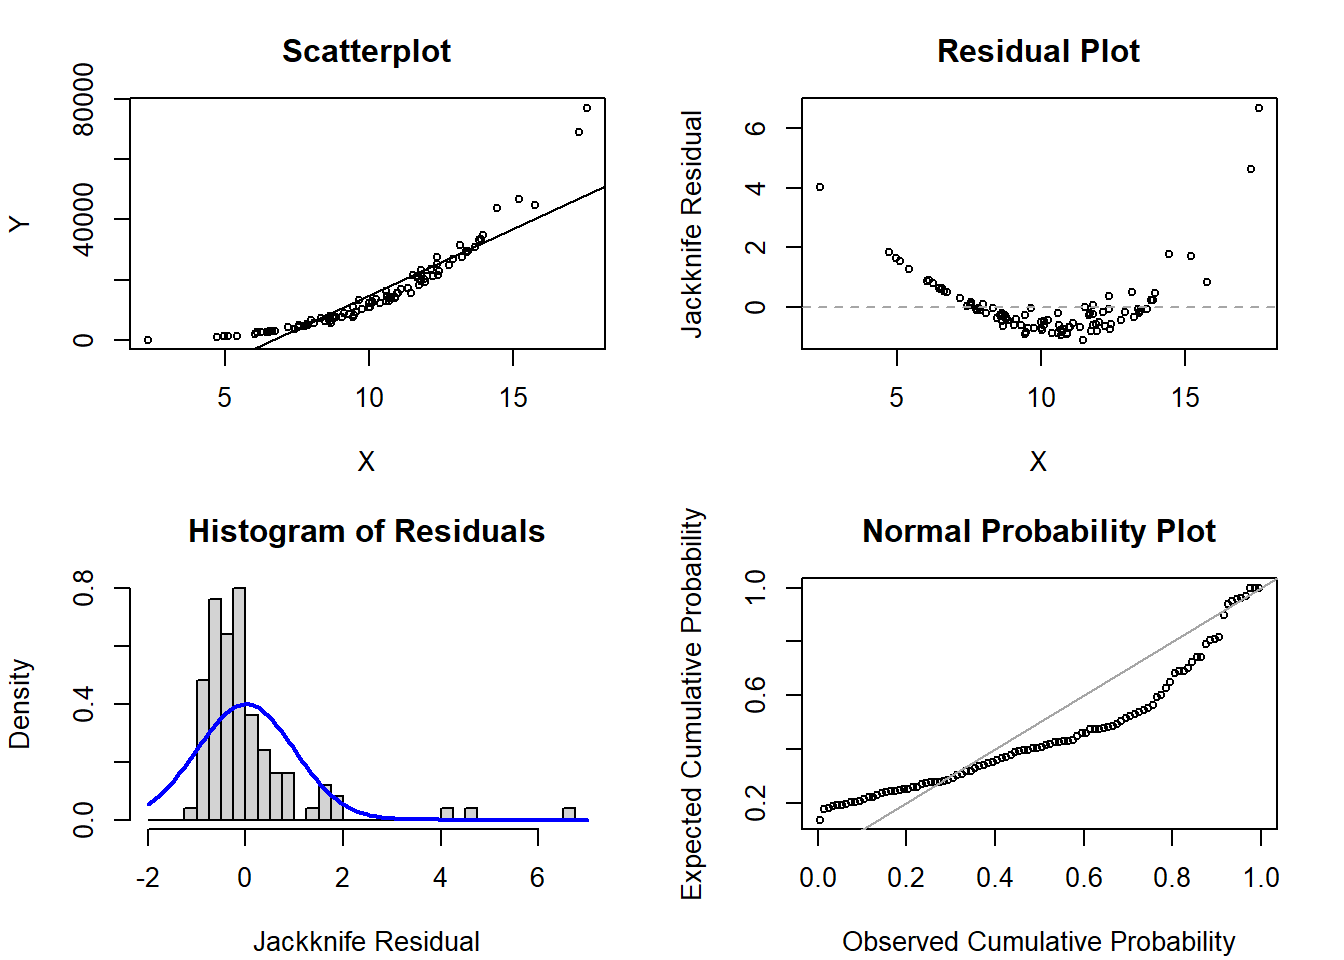 Scatterplot
Y
80000
40000
0
5 10 15
X
Residual Plot
Jackknife Residual
6
4
2
0
5 10 15
X
Histogram of Residuals
Density
0.8
0.4
0.0
-2 0 2 4 6
Jackknife Residual
Normal Probability Plot
Expected Cumulative Probability
1.0
0.6
0.2
0.0 0.2 0.4 0.6 0.8 1.0
Observed Cumulative Probability